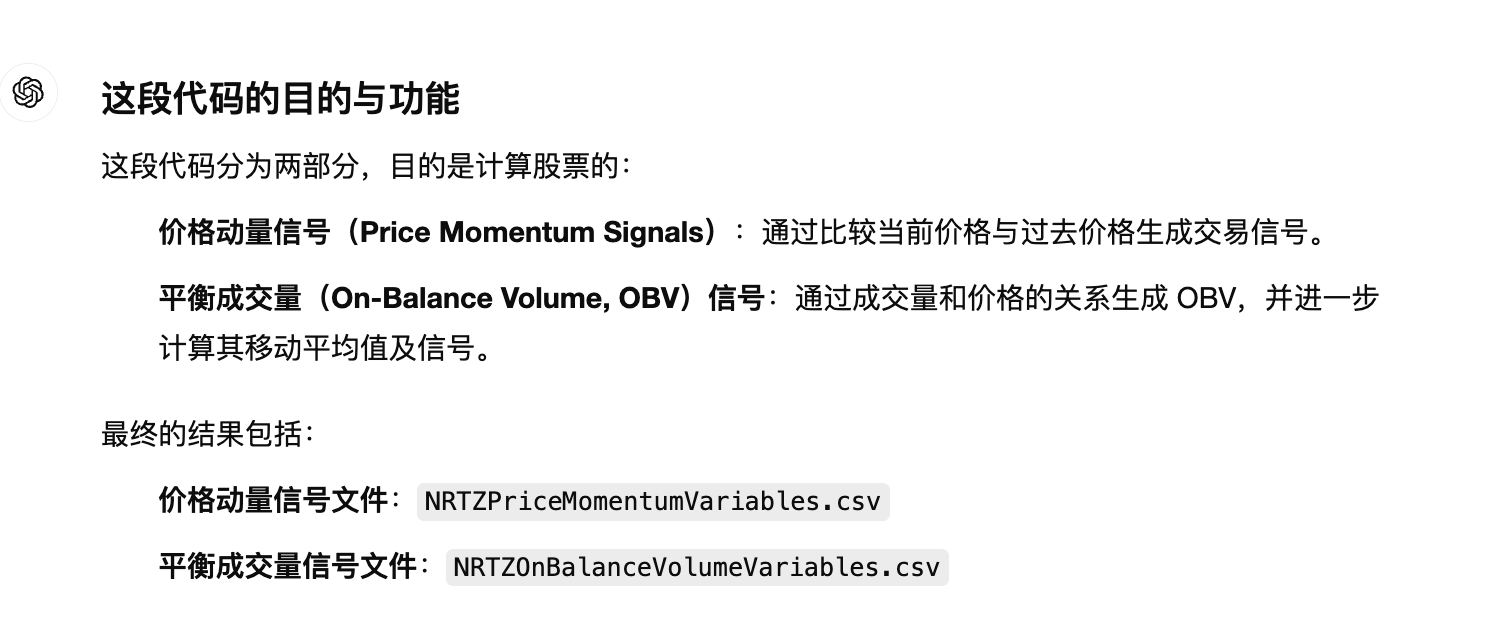 这段代码的目的与功能
这段代码分为两部分，目的是计算股票的：
价格动量信号（Price Momentum Signals）：通过比较当前价格与过去价格生成交易信号。
平衡成交量（On-Balance Volume, OBV）信号：通过成交量和价格的关系生成 OBV，并进一步
计算其移动平均值及信号。
最终的结果包括：
价格动量信号文件：NRTZPriceMomentumVariables.csv
平衡成交量信号文件：NRTZOnBalanceVolumeVariables.csv